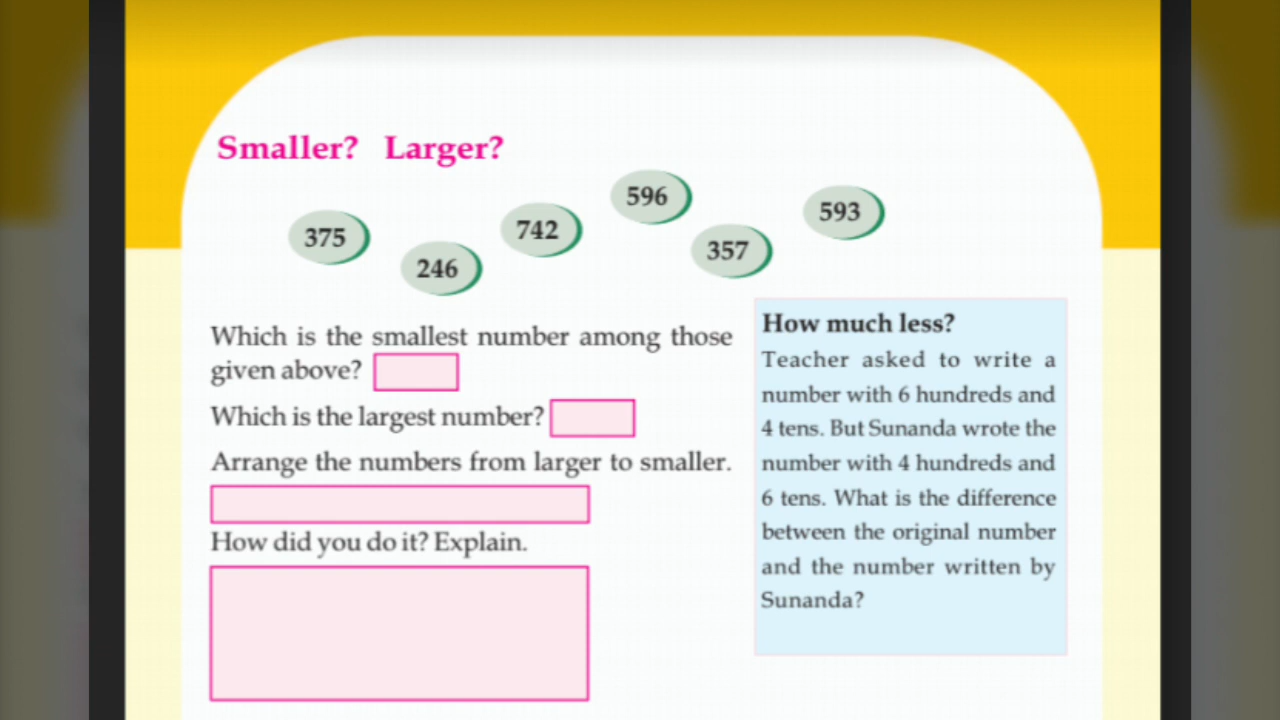 Smaller? Larger?
375
246
742
596
357
593
Which is the smallest number among those
given above?
Which is the largest number?
Arrange the numbers from larger to smaller.
How did you do it? Explain.
How much less?
Teacher asked to write a
number with 6 hundreds and
4 tens. But Sunanda wrote the
number with 4 hundreds and
6 tens. What is the difference
between the original number
and the number written by
Sunanda?